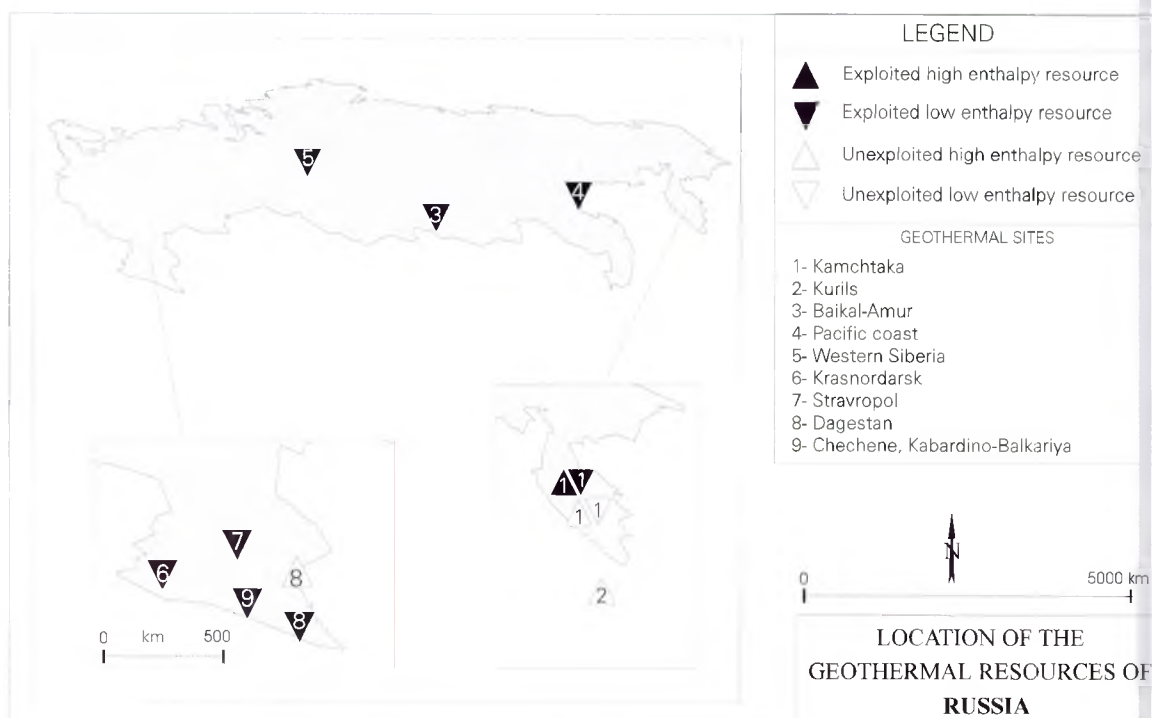 5
4
3
7
6
8
9
8
0 km 500
1 1
1 1
2
LEGEND
Exploited high enthalpy resource
Exploited low enthalpy resource
Unexploited high enthalpy resource
Unexploited low enthalpy resource
GEOTHERMAL SITES
1- Kamchtaka
2- Kurils
3- Baikal-Amur
4- Pacific coast
5- Western Siberia
6- Krasnordarsk
7- Stravropol
8- Dagestan
9- Chechene, Kabardino-Balkariya
N
0 5000 km
LOCATION OF THE
GEOTHERMAL RESOURCES OF
RUSSIA